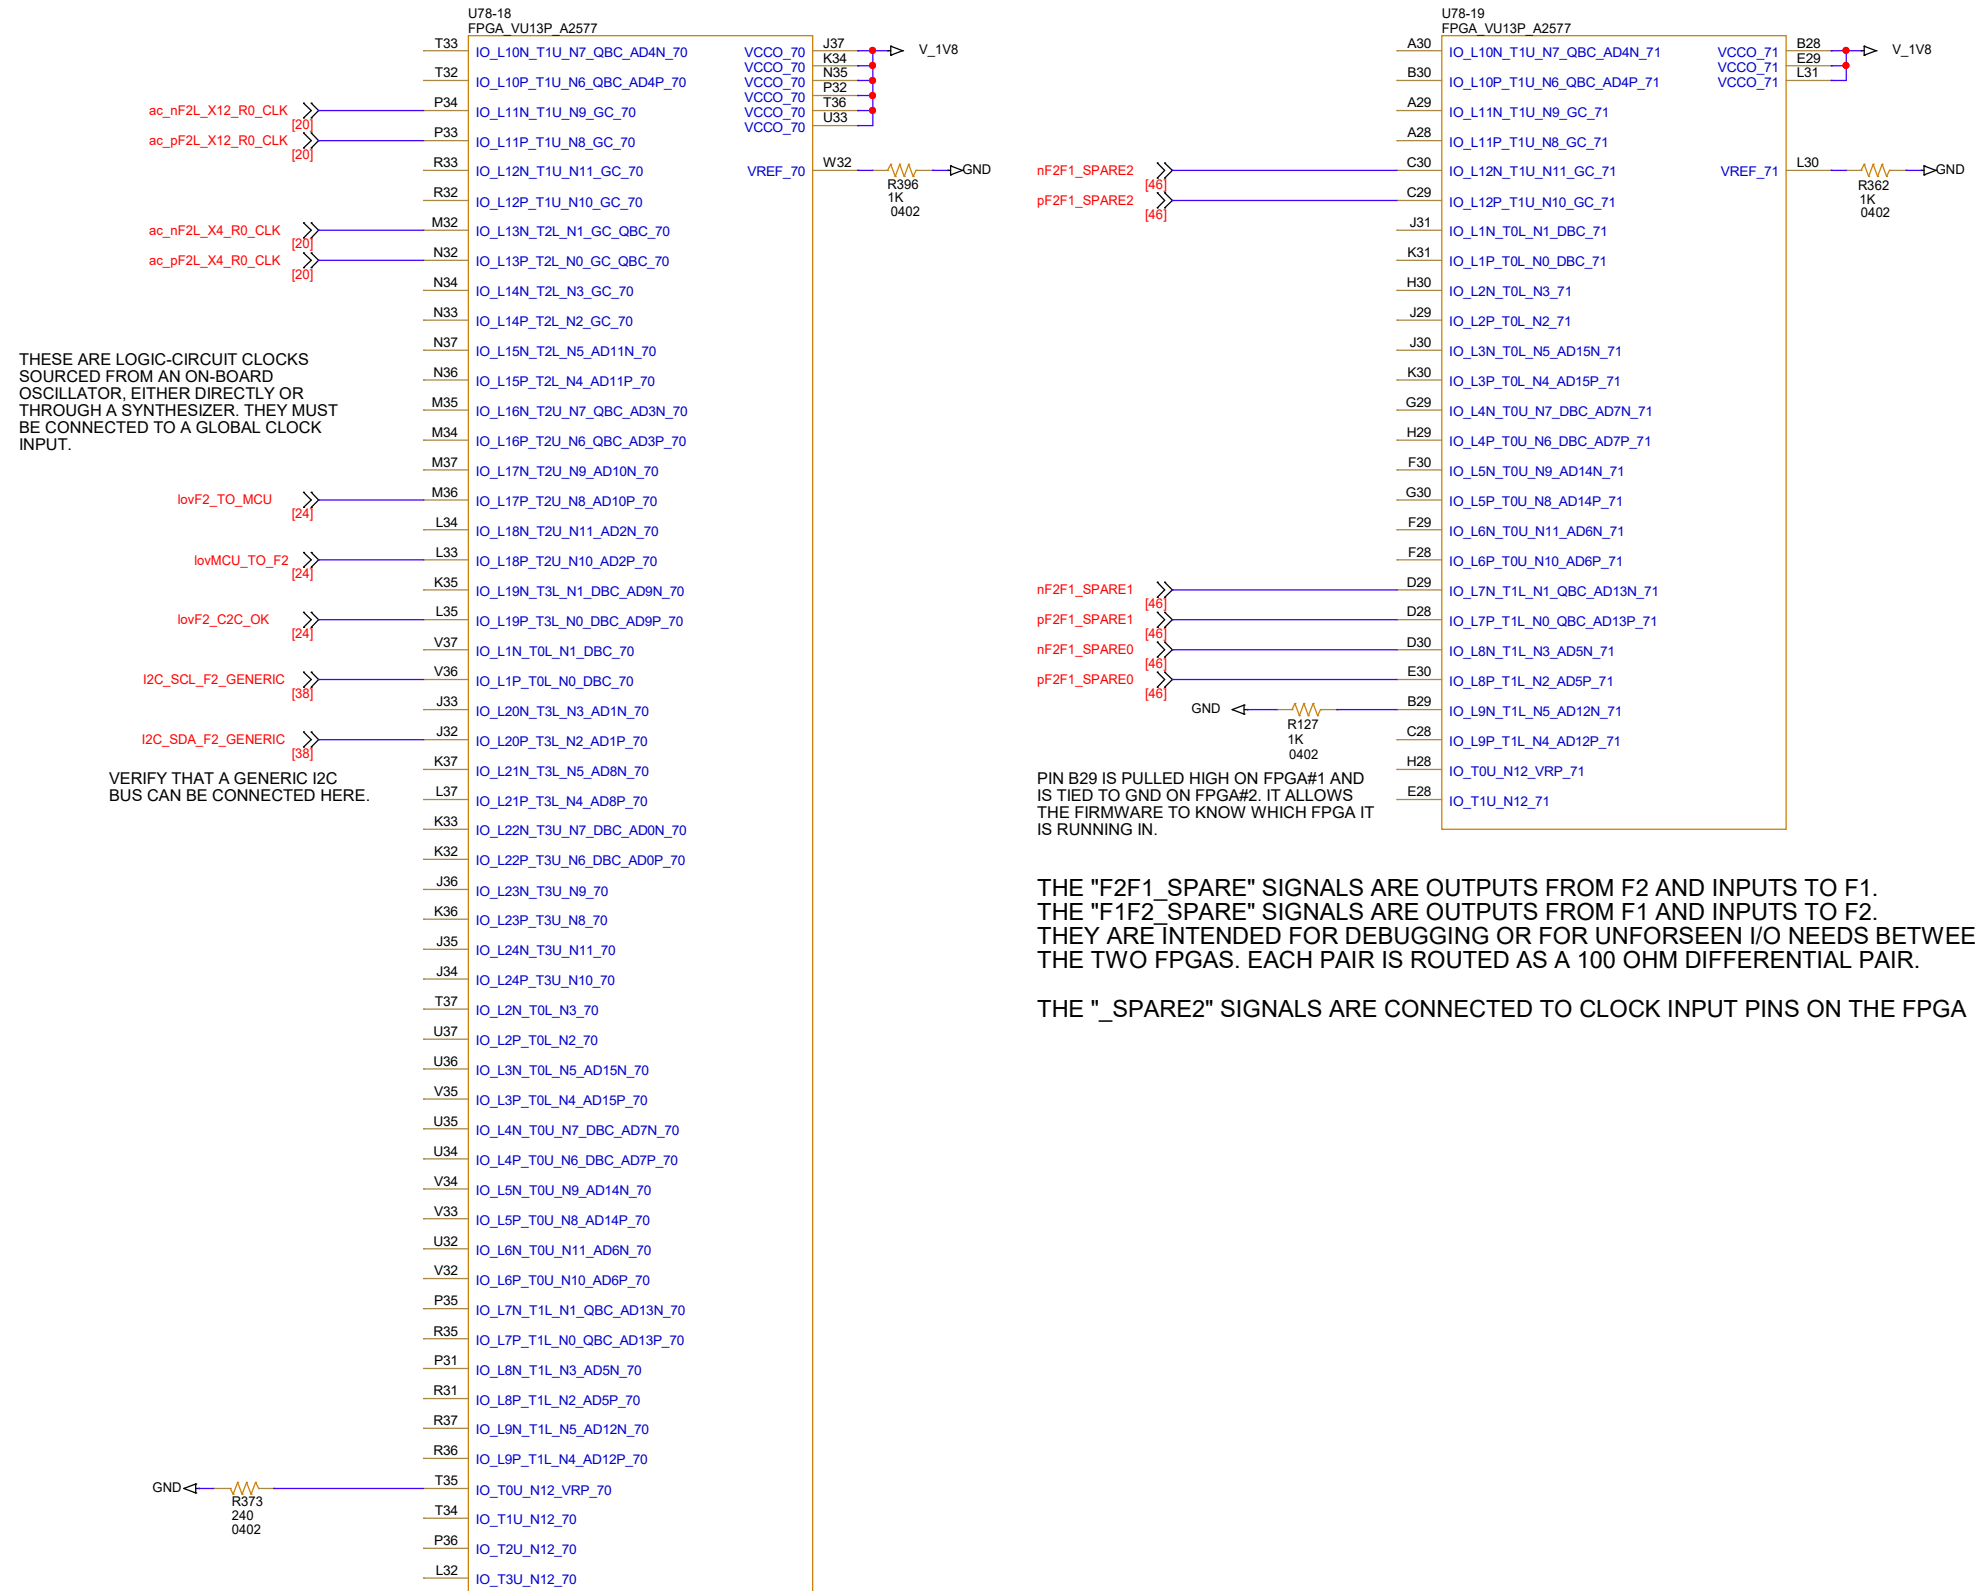 U78-18
FPGA_VU13P_A2577
T33 IO_L10N_T1U_N7_QBC_AD4N_70 VCCO_70 J37 V_1V8
VCCO_70 K34
T32 IO_L10P_T1U_N6_QBC_AD4P_70 VCCO_70 N35
VCCO_70 P32
ac_nF2L_X12_R0_CLK [20] P34 IO_L11N_T1U_N9_GC_70 VCCO_70 T36
VCCO_70 U33
ac_pF2L_X12_R0_CLK [20] P33 IO_L11P_T1U_N8_GC_70
R33 IO_L12N_T1U_N11_GC_70 VREF_70 W32 GND
R396
1K
0402
R32 IO_L12P_T1U_N10_GC_70
ac_nF2L_X4_R0_CLK [20] M32 IO_L13N_T2L_N1_GC_QBC_70
ac_pF2L_X4_R0_CLK [20] N32 IO_L13P_T2L_N0_GC_QBC_70
N34 IO_L14N_T2L_N3_GC_70
N33 IO_L14P_T2L_N2_GC_70
N37 IO_L15N_T2L_N5_AD11N_70
N36 IO_L15P_T2L_N4_AD11P_70
M35 IO_L16N_T2U_N7_QBC_AD3N_70
M34 IO_L16P_T2U_N6_QBC_AD3P_70
M37 IO_L17N_T2U_N9_AD10N_70
THESE ARE LOGIC-CIRCUIT CLOCKS
SOURCED FROM AN ON-BOARD
OSCILLATOR, EITHER DIRECTLY OR
THROUGH A SYNTHESIZER. THEY MUST
BE CONNECTED TO A GLOBAL CLOCK
INPUT.
lovF2_TO_MCU [24] M36 IO_L17P_T2U_N8_AD10P_70
L34 IO_L18N_T2U_N11_AD2N_70
lovMCU_TO_F2 [24] L33 IO_L18P_T2U_N10_AD2P_70
K35 IO_L19N_T3L_N1_DBC_AD9N_70
lovF2_C2C_OK [24] L35 IO_L19P_T3L_N0_DBC_AD9P_70
V37 IO_L1N_T0L_N1_DBC_70
I2C_SCL_F2_GENERIC [38] V36 IO_L1P_T0L_N0_DBC_70
J33 IO_L20N_T3L_N3_AD1N_70
I2C_SDA_F2_GENERIC [38] J32 IO_L20P_T3L_N2_AD1P_70
VERIFY THAT A GENERIC I2C
BUS CAN BE CONNECTED HERE.
K37 IO_L21N_T3L_N5_AD8N_70
L37 IO_L21P_T3L_N4_AD8P_70
K33 IO_L22N_T3U_N7_DBC_AD0N_70
K32 IO_L22P_T3U_N6_DBC_AD0P_70
J36 IO_L23N_T3U_N9_70
K36 IO_L23P_T3U_N8_70
J35 IO_L24N_T3U_N11_70
J34 IO_L24P_T3U_N10_70
T37 IO_L2N_T0L_N3_70
U37 IO_L2P_T0L_N2_70
U36 IO_L3N_T0L_N5_AD15N_70
V35 IO_L3P_T0L_N4_AD15P_70
U35 IO_L4N_T0U_N7_DBC_AD7N_70
U34 IO_L4P_T0U_N6_DBC_AD7P_70
V34 IO_L5N_T0U_N9_AD14N_70
V33 IO_L5P_T0U_N8_AD14P_70
U32 IO_L6N_T0U_N11_AD6N_70
V32 IO_L6P_T0U_N10_AD6P_70
P35 IO_L7N_T1L_N1_QBC_AD13N_70
R35 IO_L7P_T1L_N0_QBC_AD13P_70
P31 IO_L8N_T1L_N3_AD5N_70
R31 IO_L8P_T1L_N2_AD5P_70
R37 IO_L9N_T1L_N5_AD12N_70
R36 IO_L9P_T1L_N4_AD12P_70
GND T35 IO_T0U_N12_VRP_70
R373
240
0402
T34 IO_T1U_N12_70
P36 IO_T2U_N12_70
L32 IO_T3U_N12_70
U78-19
FPGA_VU13P_A2577
A30 IO_L10N_T1U_N7_QBC_AD4N_71 VCCO_71 B28 V_1V8
VCCO_71 E29
B30 IO_L10P_T1U_N6_QBC_AD4P_71 VCCO_71 L31
A29 IO_L11N_T1U_N9_GC_71
A28 IO_L11P_T1U_N8_GC_71
nF2F1_SPARE2 [46] C30 IO_L12N_T1U_N11_GC_71 VREF_71 L30 GND
R362
1K
0402
pF2F1_SPARE2 [46] C29 IO_L12P_T1U_N10_GC_71
J31 IO_L1N_T0L_N1_DBC_71
K31 IO_L1P_T0L_N0_DBC_71
H30 IO_L2N_T0L_N3_71
J29 IO_L2P_T0L_N2_71
J30 IO_L3N_T0L_N5_AD15N_71
K30 IO_L3P_T0L_N4_AD15P_71
G29 IO_L4N_T0U_N7_DBC_AD7N_71
H29 IO_L4P_T0U_N6_DBC_AD7P_71
F30 IO_L5N_T0U_N9_AD14N_71
G30 IO_L5P_T0U_N8_AD14P_71
F29 IO_L6N_T0U_N11_AD6N_71
F28 IO_L6P_T0U_N10_AD6P_71
nF2F1_SPARE1 [46] D29 IO_L7N_T1L_N1_QBC_AD13N_71
pF2F1_SPARE1 [46] D28 IO_L7P_T1L_N0_QBC_AD13P_71
nF2F1_SPARE0 [46] D30 IO_L8N_T1L_N3_AD5N_71
pF2F1_SPARE0 [46] E30 IO_L8P_T1L_N2_AD5P_71
GND B29 IO_L9N_T1L_N5_AD12N_71
R127
1K
0402
C28 IO_L9P_T1L_N4_AD12P_71
H28 IO_T0U_N12_VRP_71
E28 IO_T1U_N12_71
PIN B29 IS PULLED HIGH ON FPGA#1 AND
IS TIED TO GND ON FPGA#2. IT ALLOWS
THE FIRMWARE TO KNOW WHICH FPGA IT
IS RUNNING IN.
THE "F2F1_SPARE" SIGNALS ARE OUTPUTS FROM F2 AND INPUTS TO F1.
THE "F1F2_SPARE" SIGNALS ARE OUTPUTS FROM F1 AND INPUTS TO F2.
THEY ARE INTENDED FOR DEBUGGING OR FOR UNFORSEEN I/O NEEDS BETWEE
THE TWO FPGAS. EACH PAIR IS ROUTED AS A 100 OHM DIFFERENTIAL PAIR.
THE "_SPARE2" SIGNALS ARE CONNECTED TO CLOCK INPUT PINS ON THE FPGA